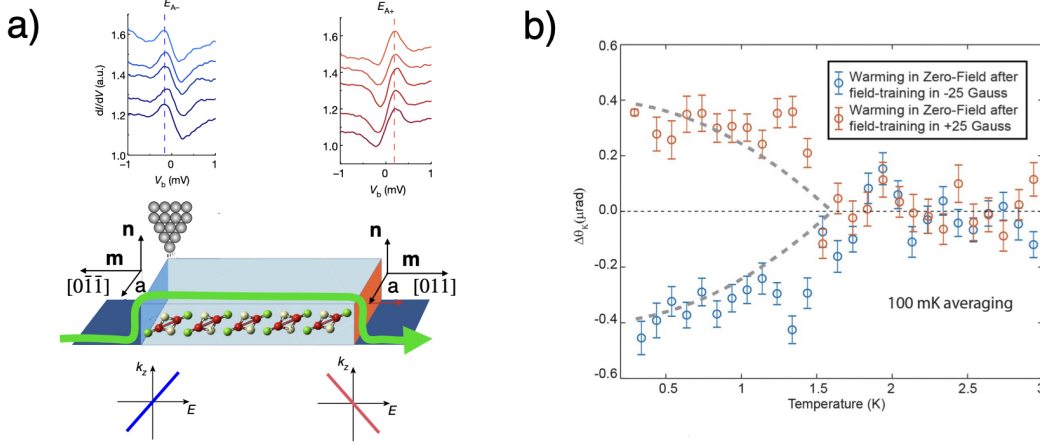 a)
E_A−
E_A+
dI/dV (a.u.)
1.6
1.4
1.2
1.0
−1
0
1
V_b (mV)
1.6
1.4
1.2
1.0
−1
0
1
V_b (mV)
n
m
[01̄1̄]
a
n
m
[011]
a
k_z
E
k_z
E
b)
0.6
0.4
0.2
0.0
-0.2
-0.4
-0.6
Δθ_K(μrad)
Warming in Zero-Field after
field-training in -25 Gauss
Warming in Zero-Field after
field-training in +25 Gauss
100 mK averaging
0.5
1
1.5
2
2.5
3
Temperature (K)